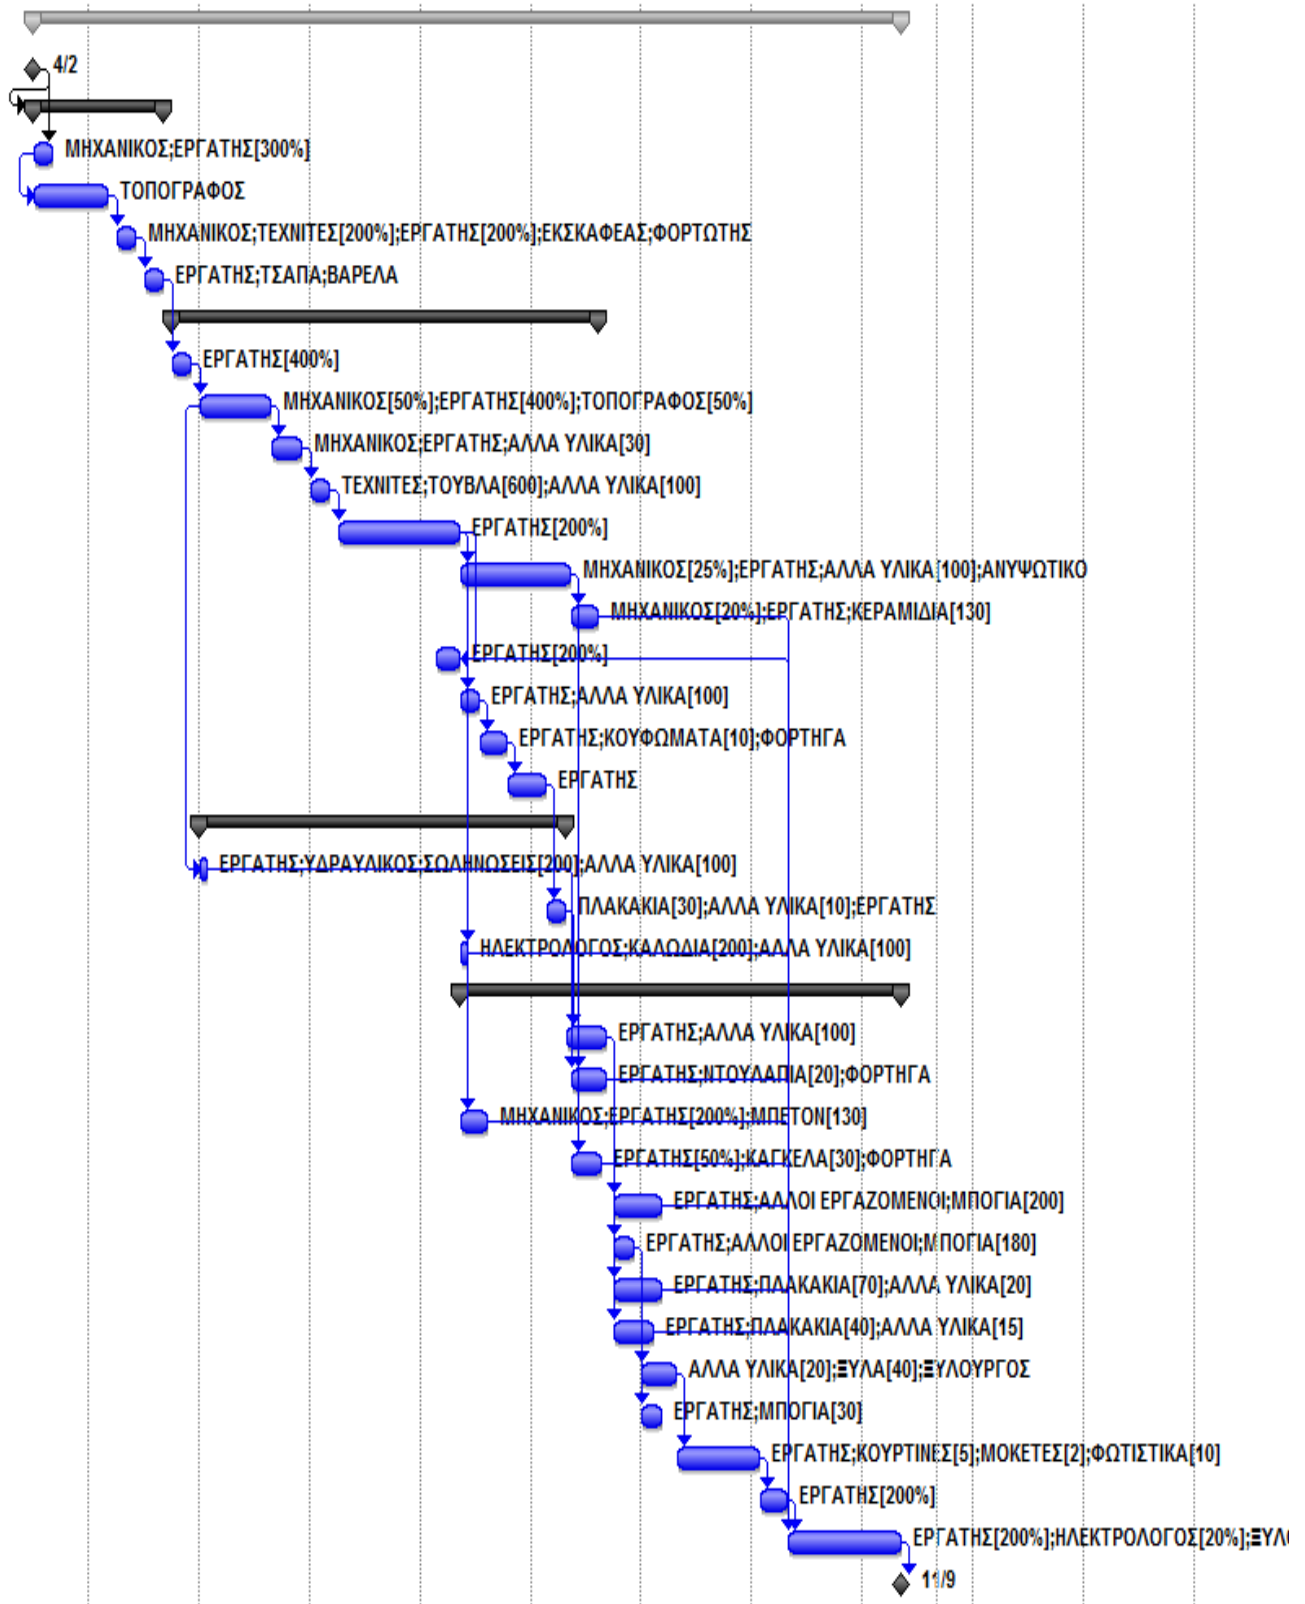 4/2
ΜΗΧΑΝΙΚΟΣ;ΕΡΓΑΤΗΣ[300%]
ΤΟΠΟΓΡΑΦΟΣ
ΜΗΧΑΝΙΚΟΣ;ΤΕΧΝΙΤΕΣ[200%];ΕΡΓΑΤΗΣ[200%];ΕΚΣΚΑΦΕΑΣ;ΦΟΡΤΩΤΗΣ
ΕΡΓΑΤΗΣ;ΤΣΑΠΑ;ΒΑΡΕΛΑ
ΕΡΓΑΤΗΣ[400%]
ΜΗΧΑΝΙΚΟΣ[50%];ΕΡΓΑΤΗΣ[400%];ΤΟΠΟΓΡΑΦΟΣ[50%]
ΜΗΧΑΝΙΚΟΣ;ΕΡΓΑΤΗΣ;ΑΛΛΑ ΥΛΙΚΑ[30]
ΤΕΧΝΙΤΕΣ;ΤΟΥΒΛΑ[600];ΑΛΛΑ ΥΛΙΚΑ[100]
ΕΡΓΑΤΗΣ[200%]
ΜΗΧΑΝΙΚΟΣ[25%];ΕΡΓΑΤΗΣ;ΑΛΛΑ ΥΛΙΚΑ[100];ΑΝΥΨΩΤΙΚΟ
ΜΗΧΑΝΙΚΟΣ[20%];ΕΡΓΑΤΗΣ;ΚΕΡΑΜΙΔΙΑ[130]
ΕΡΓΑΤΗΣ[200%]
ΕΡΓΑΤΗΣ;ΑΛΛΑ ΥΛΙΚΑ[100]
ΕΡΓΑΤΗΣ;ΚΟΥΦΩΜΑΤΑ[10];ΦΟΡΤΗΓΑ
ΕΡΓΑΤΗΣ
ΕΡΓΑΤΗΣ;ΥΔΡΑΥΛΙΚΟΣ;ΣΩΛΗΝΩΣΕΙΣ[200];ΑΛΛΑ ΥΛΙΚΑ[100]
ΠΛΑΚΑΚΙΑ[30];ΑΛΛΑ ΥΛΙΚΑ[10];ΕΡΓΑΤΗΣ
ΗΛΕΚΤΡΟΛΟΓΟΣ;ΚΑΛΩΔΙΑ[200];ΑΛΛΑ ΥΛΙΚΑ[100]
ΕΡΓΑΤΗΣ;ΑΛΛΑ ΥΛΙΚΑ[100]
ΕΡΓΑΤΗΣ;ΝΤΟΥΛΑΠΙΑ[20];ΦΟΡΤΗΓΑ
ΜΗΧΑΝΙΚΟΣ;ΕΡΓΑΤΗΣ[200%];ΜΠΕΤΟΝ[130]
ΕΡΓΑΤΗΣ[50%];ΚΑΓΚΕΛΑ[30];ΦΟΡΤΗΓΑ
ΕΡΓΑΤΗΣ;ΑΛΛΟΙ ΕΡΓΑΖΟΜΕΝΟΙ;ΜΠΟΓΙΑ[200]
ΕΡΓΑΤΗΣ;ΑΛΛΟΙ ΕΡΓΑΖΟΜΕΝΟΙ;ΜΠΟΓΙΑ[180]
ΕΡΓΑΤΗΣ;ΠΛΑΚΑΚΙΑ[70];ΑΛΛΑ ΥΛΙΚΑ[20]
ΕΡΓΑΤΗΣ;ΠΛΑΚΑΚΙΑ[40];ΑΛΛΑ ΥΛΙΚΑ[15]
ΑΛΛΑ ΥΛΙΚΑ[20];ΞΥΛΑ[40];ΞΥΛΟΥΡΓΟΣ
ΕΡΓΑΤΗΣ;ΜΠΟΓΙΑ[30]
ΕΡΓΑΤΗΣ;ΚΟΥΡΤΙΝΕΣ[5];ΜΟΚΕΤΕΣ[2];ΦΩΤΙΣΤΙΚΑ[10]
ΕΡΓΑΤΗΣ[200%]
ΕΡΓΑΤΗΣ[200%];ΗΛΕΚΤΡΟΛΟΓΟΣ[20%];
11/9